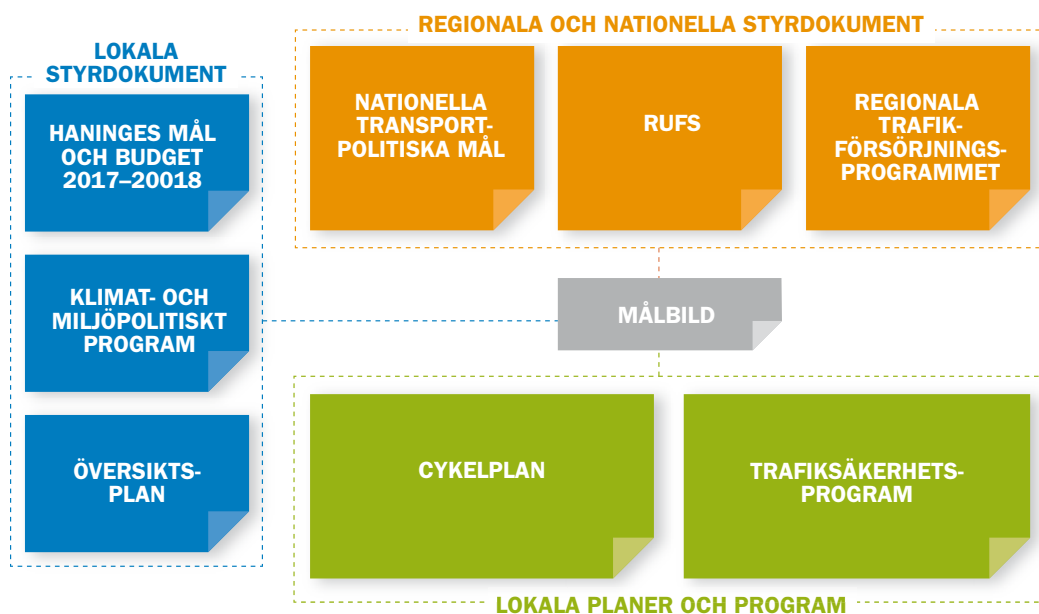 LOKALA
STYRDOKUMENT
HANINGES MÅL
OCH BUDGET
2017–20018
KLIMAT- OCH
MILJÖPOLITISKT
PROGRAM
ÖVERSIKTS-
PLAN
REGIONALA OCH NATIONELLA STYRDOKUMENT
NATIONELLA
TRANSPORT-
POLITISKA MÅL
RUFS
REGIONALA
TRAFIK-
FÖRSÖRJNINGS-
PROGRAMMET
MÅLBILD
CYKELPLAN
TRAFIKSÄKERHETS-
PROGRAM
LOKALA PLANER OCH PROGRAM